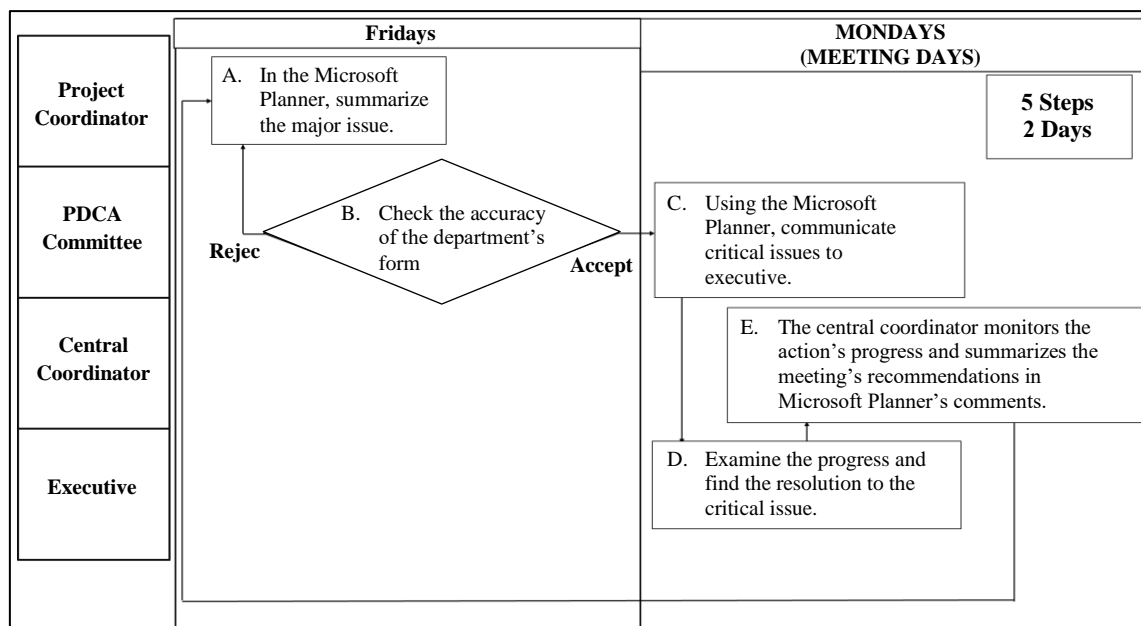 Fridays
MONDAYS
(MEETING DAYS)
Project
Coordinator
A. In the Microsoft
Planner, summarize
the major issue.
5 Steps
2 Days
PDCA
Committee
B. Check the accuracy
of the department’s
form
Rejec
Accept
C. Using the Microsoft
Planner, communicate
critical issues to
executive.
Central
Coordinator
E. The central coordinator monitors the
action’s progress and summarizes the
meeting’s recommendations in
Microsoft Planner’s comments.
Executive
D. Examine the progress and
find the resolution to the
critical issue.